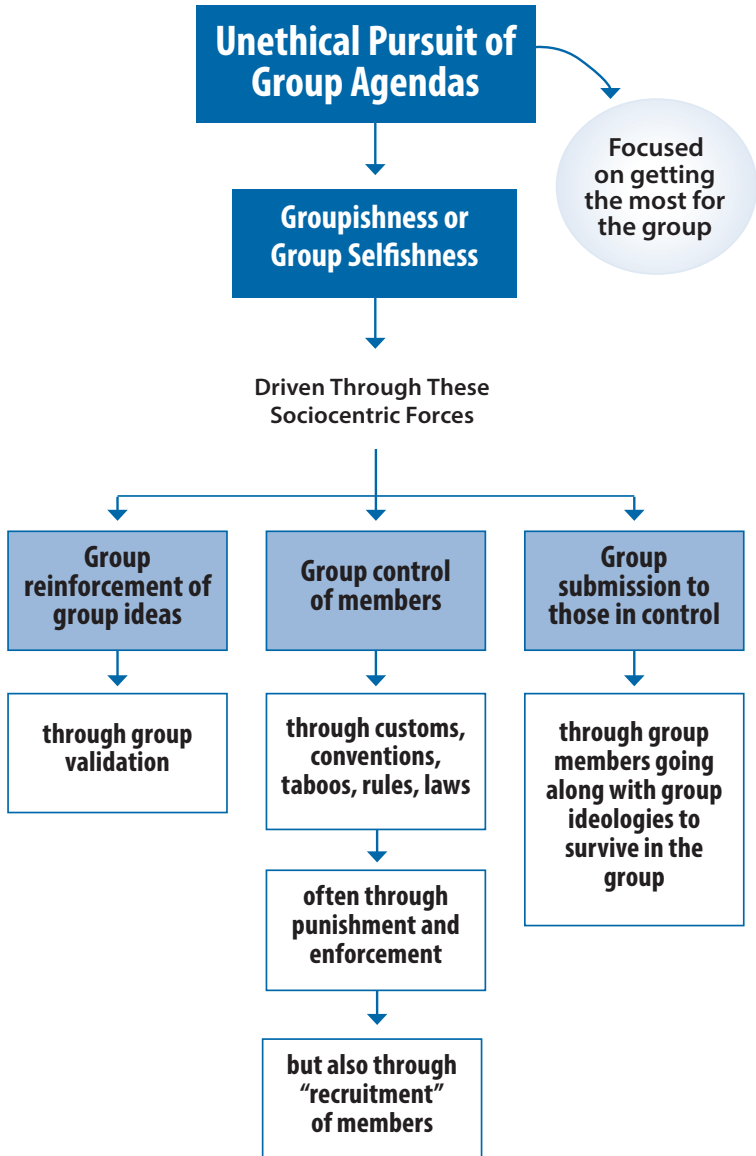 Unethical Pursuit of
Group Agendas
Focused
on getting
the most for
the group
Groupishness or
Group Selfishness
Driven Through These
Sociocentric Forces
Group
reinforcement of
group ideas
Group control
of members
Group
submission to
those in control
through group
validation
through customs,
conventions,
taboos, rules, laws
through group
members going
along with group
ideologies to
survive in the
group
often through
punishment and
enforcement
but also through
“recruitment”
of members